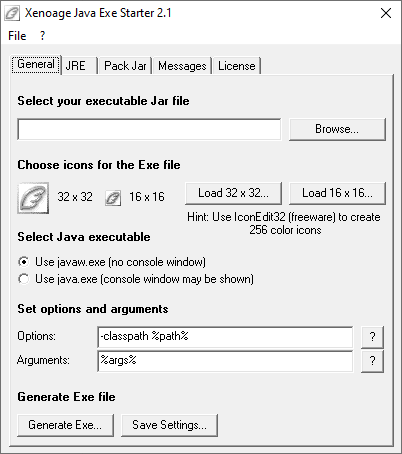 Xenoage Java Exe Starter 2.1
File ?
General JRE Pack Jar Messages License
Select your executable Jar file
Browse...
Choose icons for the Exe file
32 x 32 16 x 16 Load 32 x 32... Load 16 x 16...
Hint: Use IconEdit32 (freeware) to create
256 color icons
Select Java executable
Use javaw.exe (no console window)
Use java.exe (console window may be shown)
Set options and arguments
Options: -classpath %path% ?
Arguments: %args% ?
Generate Exe file
Generate Exe... Save Settings...